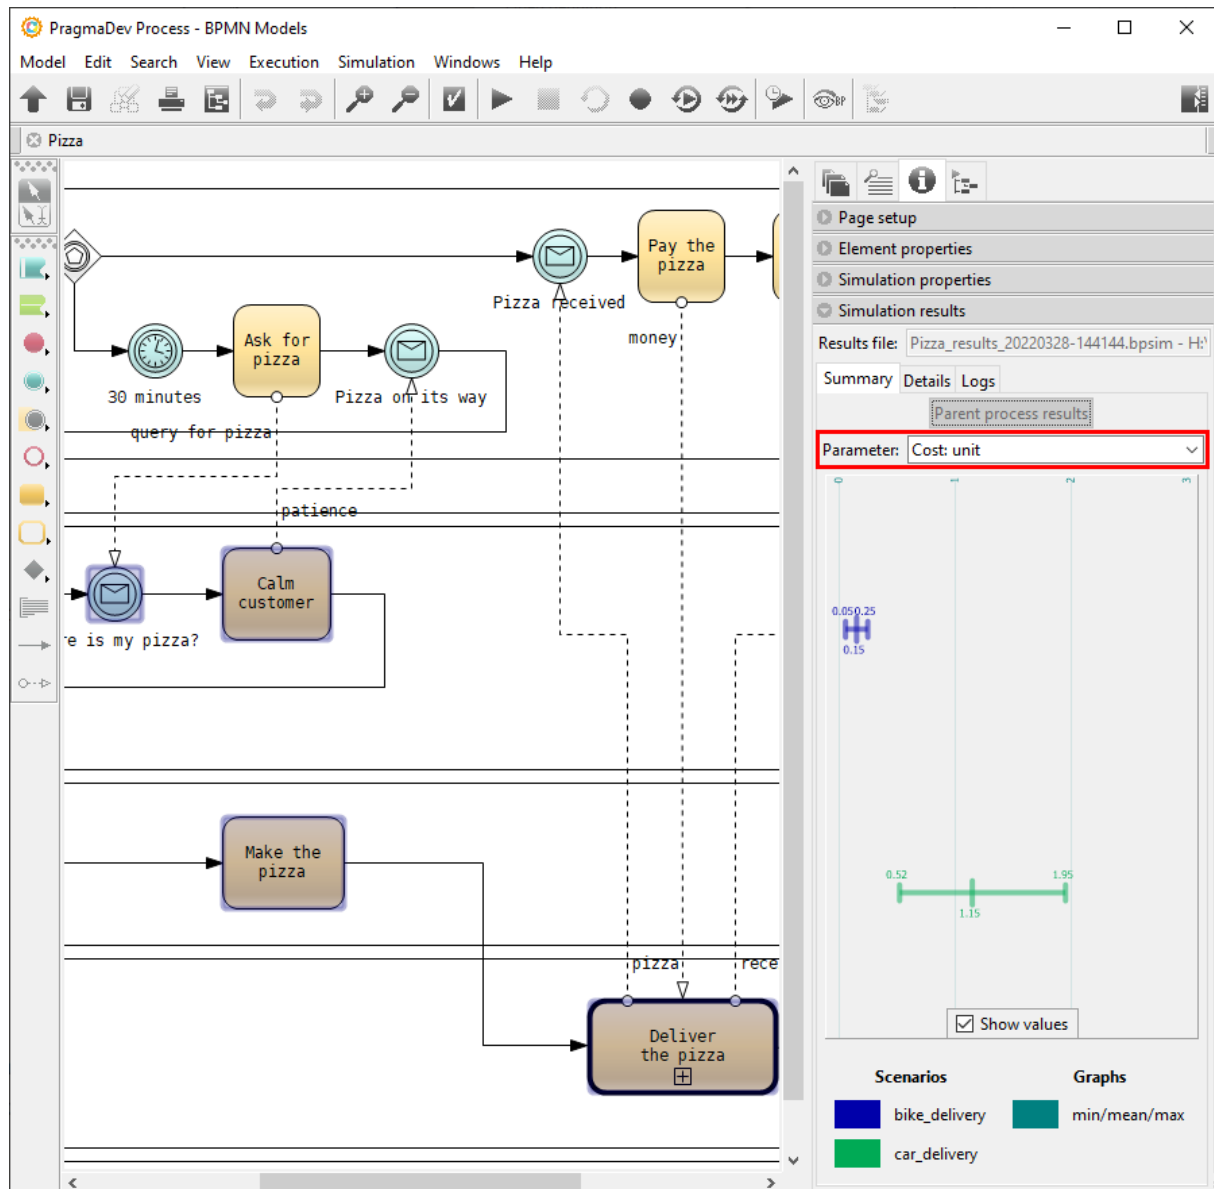 PragmaDev Process - BPMN Models
Model Edit Search View Execution Simulation Windows Help
BP
Pizza
Page setup
Element properties
Simulation properties
Simulation results
Results file: Pizza_results_20220328-144144.bpsim - H:\
Summary Details Logs
Parent process results
Parameter: Cost: unit
0 1 2 3
0.05 0.25
0.15
0.52 1.95
1.15
Show values
Scenarios Graphs
bike_delivery min/mean/max
car_delivery
Pay the
pizza
Pizza received
money
Ask for
pizza
30 minutes
Pizza on its way
query for pizza
patience
Calm
customer
e is my pizza?
Make the
pizza
pizza
rece
Deliver
the pizza